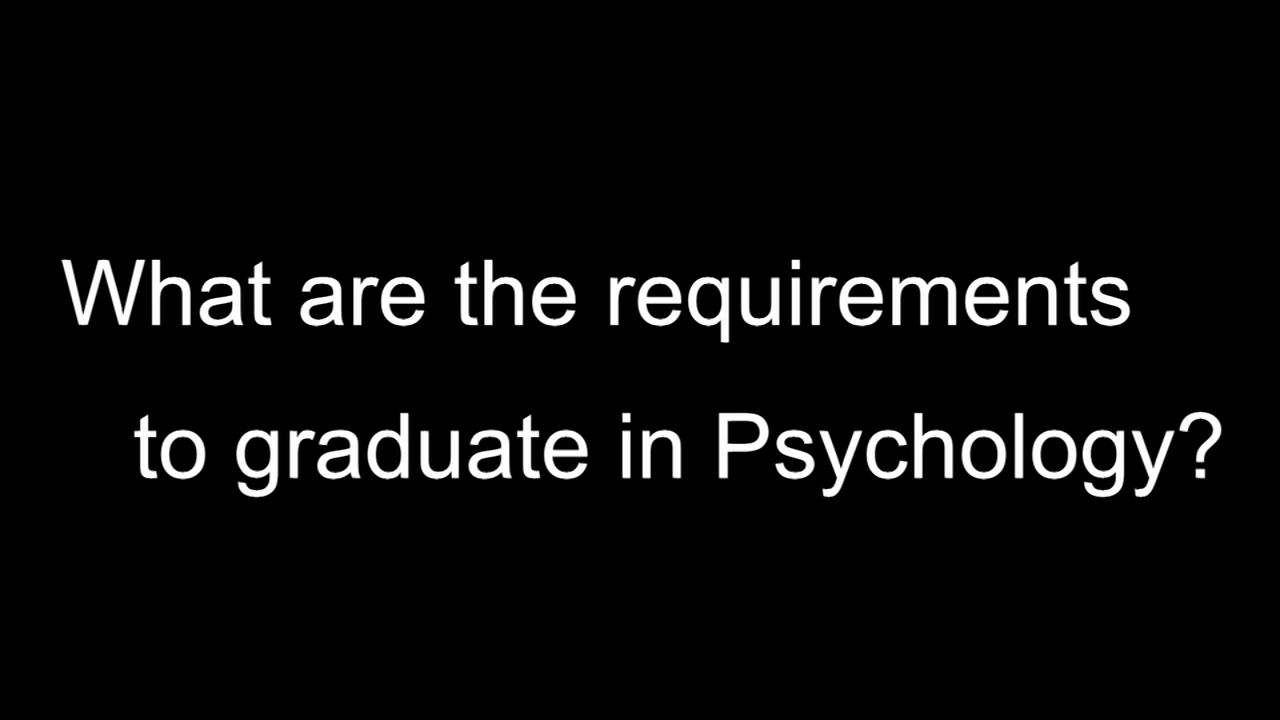 What are the requirements
to graduate in Psychology?